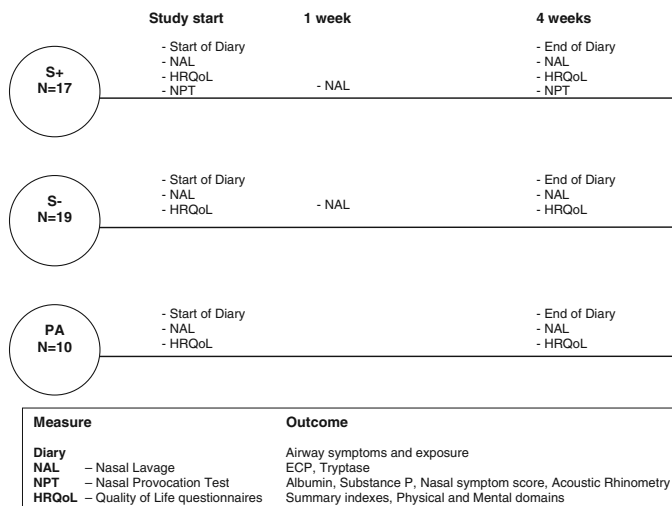 Study start 1 week 4 weeks
S+
N=17
- Start of Diary
- NAL
- HRQoL
- NPT
- NAL
- End of Diary
- NAL
- HRQoL
- NPT
S-
N=19
- Start of Diary
- NAL
- HRQoL
- NAL
- End of Diary
- NAL
- HRQoL
PA
N=10
- Start of Diary
- NAL
- HRQoL
- End of Diary
- NAL
- HRQoL
Measure Outcome
Diary Airway symptoms and exposure
NAL – Nasal Lavage ECP, Tryptase
NPT – Nasal Provocation Test Albumin, Substance P, Nasal symptom score, Acoustic Rhinometry
HRQoL – Quality of Life questionnaires Summary indexes, Physical and Mental domains